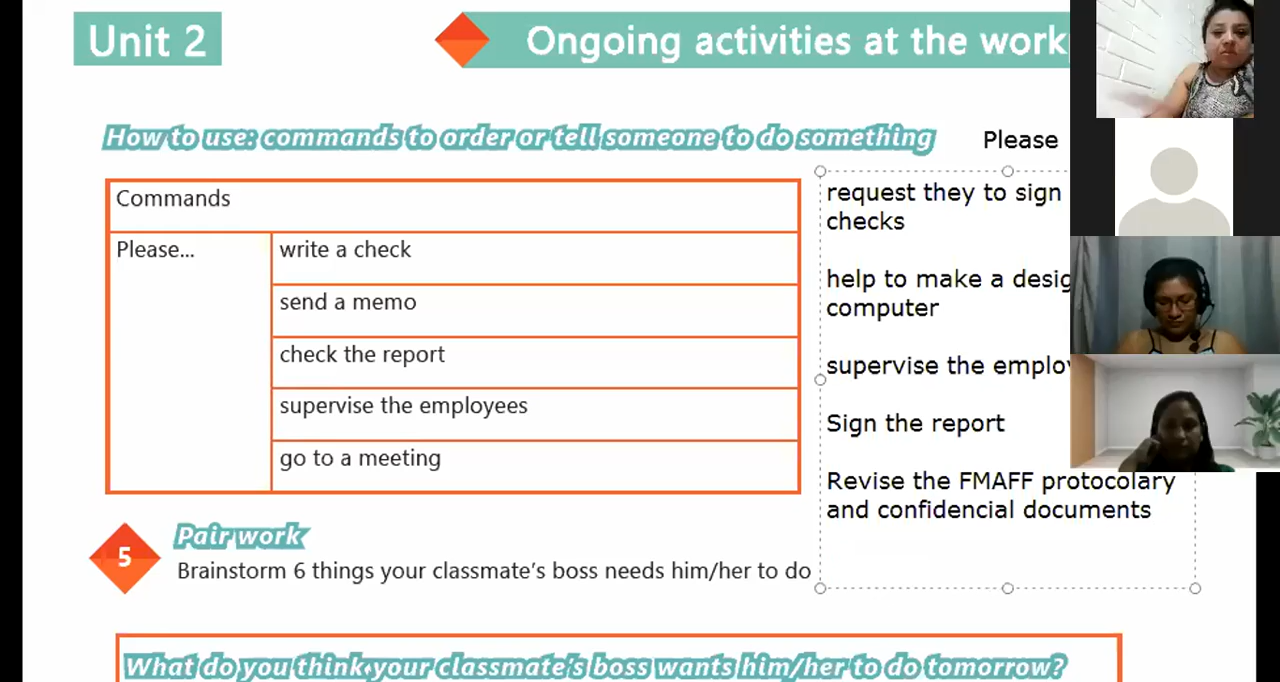 Unit 2
Ongoing activities at the work
How to use: commands to order or tell someone to do something
Please
Commands
Please...
write a check
send a memo
check the report
supervise the employees
go to a meeting
request they to sign
checks
help to make a desig
computer
supervise the emplo
Sign the report
Revise the FMAFF protocolary
and confidencial documents
5
Pair work
Brainstorm 6 things your classmate's boss needs him/her to do
What do you think your classmate's boss wants him/her to do tomorrow?